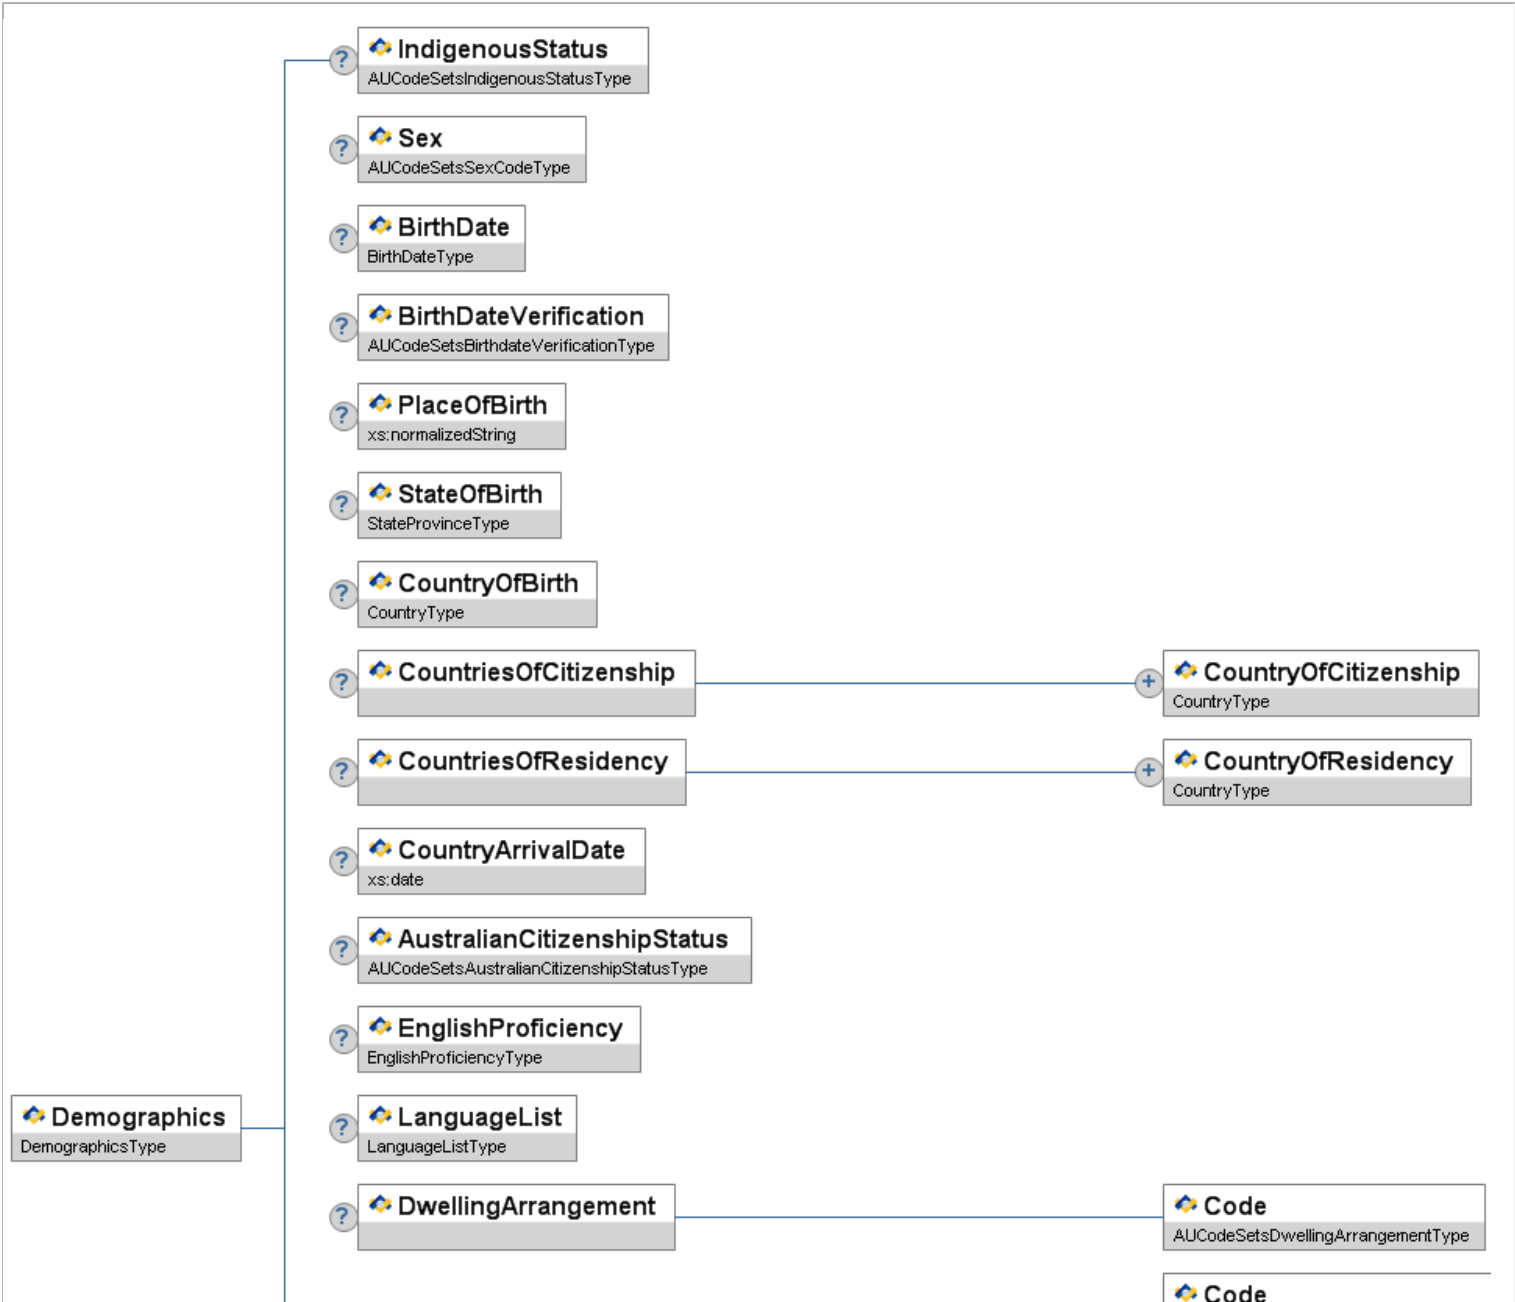 ? IndigenousStatus
AUCodeSetsIndigenousStatusType
? Sex
AUCodeSetsSexCodeType
? BirthDate
BirthDateType
? BirthDateVerification
AUCodeSetsBirthdateVerificationType
? PlaceOfBirth
xs:normalizedString
? StateOfBirth
StateProvinceType
? CountryOfBirth
CountryType
? CountriesOfCitizenship
+ CountryOfCitizenship
CountryType
? CountriesOfResidency
+ CountryOfResidency
CountryType
? CountryArrivalDate
xs:date
? AustralianCitizenshipStatus
AUCodeSetsAustralianCitizenshipStatusType
? EnglishProficiency
EnglishProficiencyType
Demographics
DemographicsType
? LanguageList
LanguageListType
? DwellingArrangement
Code
AUCodeSetsDwellingArrangementType
Code